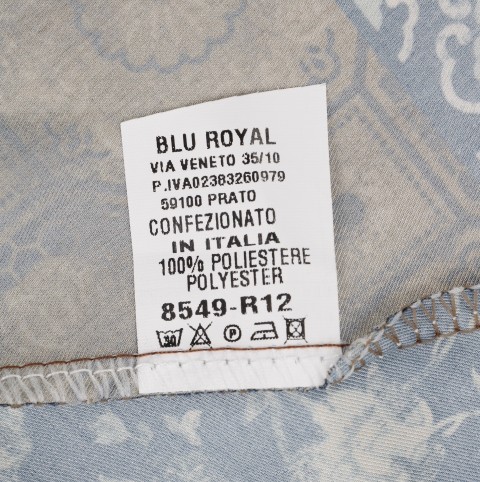 BLU ROYAL
VIA VENETO 35/10
P.IVA02383260979
59100 PRATO
CONFEZIONATO
IN ITALIA
100% POLIESTERE
POLYESTER
8549-R12
30 P